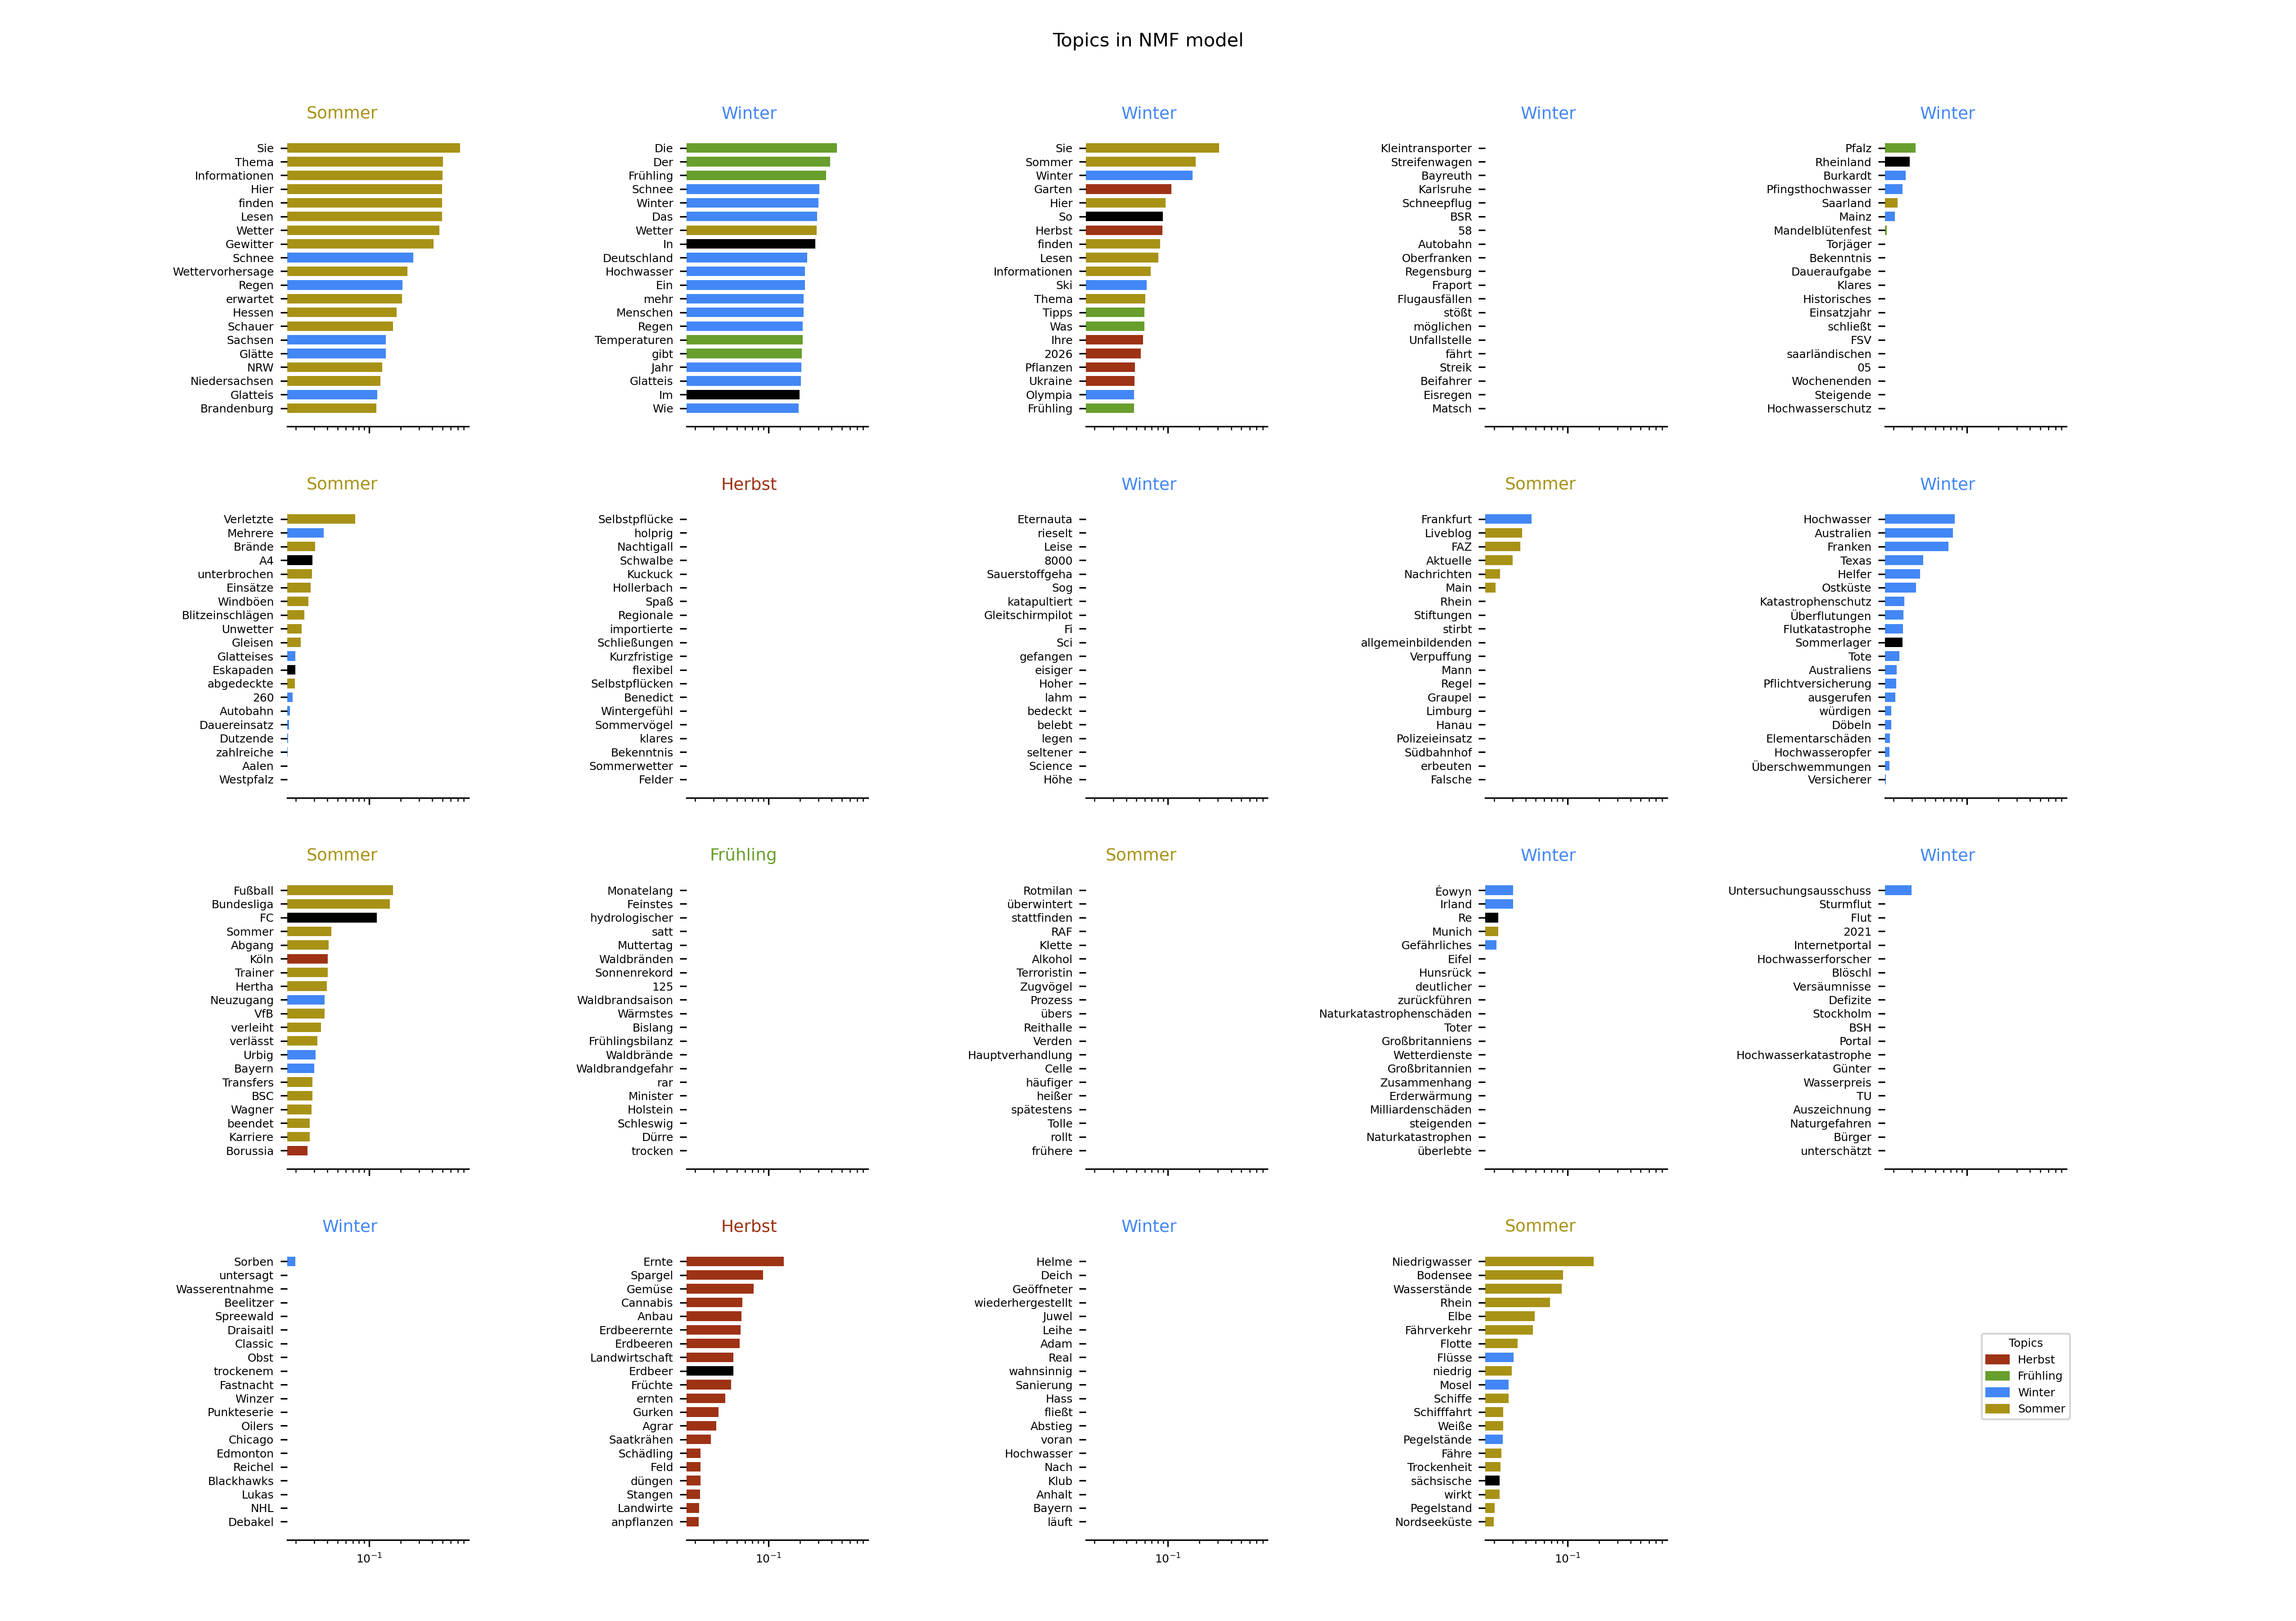 Topics in NMF model
Sommer
Sie
Thema
Informationen
Hier
finden
Lesen
Wetter
Gewitter
Schnee
Wettervorhersage
Regen
erwartet
Hessen
Schauer
Sachsen
Glätte
NRW
Niedersachsen
Glatteis
Brandenburg
Winter
Die
Der
Frühling
Schnee
Winter
Das
Wetter
In
Deutschland
Hochwasser
Ein
mehr
Menschen
Regen
Temperaturen
gibt
Jahr
Glatteis
Im
Wie
Winter
Sie
Sommer
Winter
Garten
Hier
So
Herbst
finden
Lesen
Informationen
Ski
Thema
Tipps
Was
Ihre
2026
Pflanzen
Ukraine
Olympia
Frühling
Winter
Kleintransporter
Streifenwagen
Bayreuth
Karlsruhe
Schneepflug
BSR
58
Autobahn
Oberfranken
Regensburg
Fraport
Flugausfällen
stößt
möglichen
Unfallstelle
fährt
Streik
Beifahrer
Eisregen
Matsch
Winter
Pfalz
Rheinland
Burkardt
Pfingsthochwasser
Saarland
Mainz
Mandelblütenfest
Torjäger
Bekenntnis
Daueraufgabe
Klares
Historisches
Einsatzjahr
schließt
FSV
saarländischen
05
Wochenenden
Steigende
Hochwasserschutz
Sommer
Verletzte
Mehrere
Brände
A4
unterbrochen
Einsätze
Windböen
Blitzeinschlägen
Unwetter
Gleisen
Glatteises
Eskapaden
abgedeckte
260
Autobahn
Dauereinsatz
Dutzende
zahlreiche
Aalen
Westpfalz
Herbst
Selbstpflücke
holprig
Nachtigall
Schwalbe
Kuckuck
Hollerbach
Spaß
Regionale
importierte
Schließungen
Kurzfristige
flexibel
Selbstpflücken
Benedict
Wintergefühl
Sommervögel
klares
Bekenntnis
Sommerwetter
Felder
Winter
Eternauta
rieselt
Leise
8000
Sauerstoffgeha
Sog
katapultiert
Gleitschirmpilot
Fi
Sci
gefangen
eisiger
Hoher
lahm
bedeckt
belebt
legen
seltener
Science
Höhe
Sommer
Frankfurt
Liveblog
FAZ
Aktuelle
Nachrichten
Main
Rhein
Stiftungen
stirbt
allgemeinbildenden
Verpuffung
Mann
Regel
Graupel
Limburg
Hanau
Polizeieinsatz
Südbahnhof
erbeuten
Falsche
Winter
Hochwasser
Australien
Franken
Texas
Helfer
Ostküste
Katastrophenschutz
Überflutungen
Flutkatastrophe
Sommerlager
Tote
Australiens
Pflichtversicherung
ausgerufen
würdigen
Döbeln
Elementarschäden
Hochwasseropfer
Überschwemmungen
Versicherer
Sommer
Fußball
Bundesliga
FC
Sommer
Abgang
Köln
Trainer
Hertha
Neuzugang
VfB
verleiht
verlässt
Urbig
Bayern
Transfers
BSC
Wagner
beendet
Karriere
Borussia
Frühling
Monatelang
Feinstes
hydrologischer
satt
Muttertag
Waldbränden
Sonnenrekord
125
Waldbrandsaison
Wärmstes
Bislang
Frühlingsbilanz
Waldbrände
Waldbrandgefahr
rar
Minister
Holstein
Schleswig
Dürre
trocken
Sommer
Rotmilan
überwintert
stattfinden
RAF
Klette
Alkohol
Terroristin
Zugvögel
Prozess
übers
Reithalle
Verden
Hauptverhandlung
Celle
häufiger
heißer
spätestens
Tolle
rollt
frühere
Winter
Éowyn
Irland
Re
Munich
Gefährliches
Eifel
Hunsrück
deutlicher
zurückführen
Naturkatastrophenschäden
Toter
Großbritanniens
Wetterdienste
Großbritannien
Zusammenhang
Erderwärmung
Milliardenschäden
steigenden
Naturkatastrophen
überlebte
Winter
Untersuchungsausschuss
Sturmflut
Flut
2021
Internetportal
Hochwasserforscher
Blöschl
Versäumnisse
Defizite
Stockholm
BSH
Portal
Hochwasserkatastrophe
Günter
Wasserpreis
TU
Auszeichnung
Naturgefahren
Bürger
unterschätzt
Winter
Sorben
untersagt
Wasserentnahme
Beelitzer
Spreewald
Draisaitl
Classic
Obst
trockenem
Fastnacht
Winzer
Punkteserie
Oilers
Chicago
Edmonton
Reichel
Blackhawks
Lukas
NHL
Debakel
10⁻¹
Herbst
Ernte
Spargel
Gemüse
Cannabis
Anbau
Erdbeerernte
Erdbeeren
Landwirtschaft
Erdbeer
Früchte
ernten
Gurken
Agrar
Saatkrähen
Schädling
Feld
düngen
Stangen
Landwirte
anpflanzen
10⁻¹
Winter
Helme
Deich
Geöffneter
wiederhergestellt
Juwel
Leihe
Adam
Real
wahnsinnig
Sanierung
Hass
fließt
Abstieg
voran
Hochwasser
Nach
Klub
Anhalt
Bayern
läuft
10⁻¹
Sommer
Niedrigwasser
Bodensee
Wasserstände
Rhein
Elbe
Fährverkehr
Flotte
Flüsse
niedrig
Mosel
Schiffe
Schifffahrt
Weiße
Pegelstände
Fähre
Trockenheit
sächsische
wirkt
Pegelstand
Nordseeküste
10⁻¹
Topics
Herbst
Frühling
Winter
Sommer